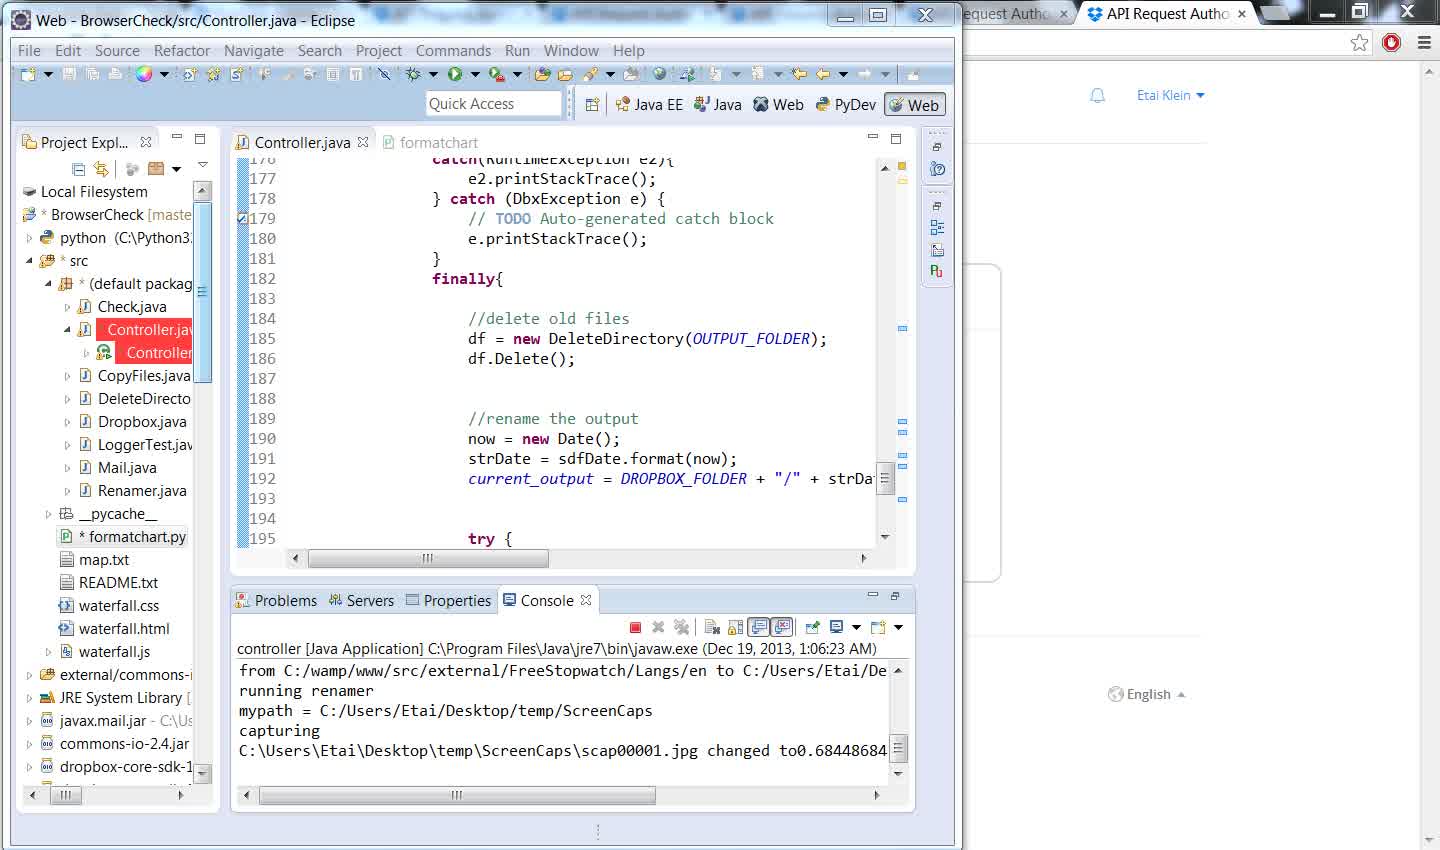 Web - BrowserCheck/src/Controller.java - Eclipse
equest Autho
API Request Autho
File Edit Source Refactor Navigate Search Project Commands Run Window Help
Quick Access
Java EE Java Web PyDev Web
Etai Klein
Project Expl...
Local Filesystem
* BrowserCheck [maste
python (C:\Python3
* src
* (default packag
Check.java
Controller.jav
Controller
CopyFiles.java
DeleteDirecto
Dropbox.java
LoggerTest.jav
Mail.java
Renamer.java
__pycache__
* formatchart.py
map.txt
README.txt
waterfall.css
waterfall.html
waterfall.js
external/commons-i
JRE System Library [
javax.mail.jar - C:\Us
commons-io-2.4.jar
dropbox-core-sdk-1
Controller.java formatchart
176 catch(RuntimeException e2){
177 e2.printStackTrace();
178 } catch (DbxException e) {
179 // TODO Auto-generated catch block
180 e.printStackTrace();
181 }
182 finally{
183
184 //delete old files
185 df = new DeleteDirectory(OUTPUT_FOLDER);
186 df.Delete();
187
188
189 //rename the output
190 now = new Date();
191 strDate = sdfDate.format(now);
192 current_output = DROPBOX_FOLDER + "/" + strDa
193
194
195 try {
Problems Servers Properties Console
controller [Java Application] C:\Program Files\Java\jre7\bin\javaw.exe (Dec 19, 2013, 1:06:23 AM)
from C:/wamp/www/src/external/FreeStopwatch/Langs/en to C:/Users/Etai/De
running renamer
mypath = C:/Users/Etai/Desktop/temp/ScreenCaps
capturing
C:\Users\Etai\Desktop\temp\ScreenCaps\scap00001.jpg changed to0.68448684
English